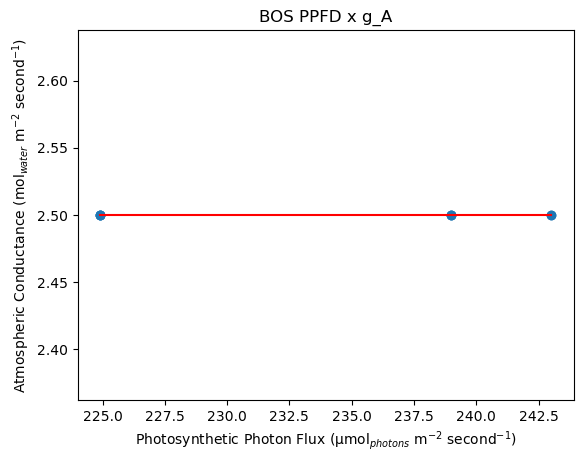 BOS PPFD x g_A
Atmospheric Conductance (mol_water m⁻² second⁻¹)
2.60
2.55
2.50
2.45
2.40
225.0 227.5 230.0 232.5 235.0 237.5 240.0 242.5
Photosynthetic Photon Flux (μmol_photons m⁻² second⁻¹)